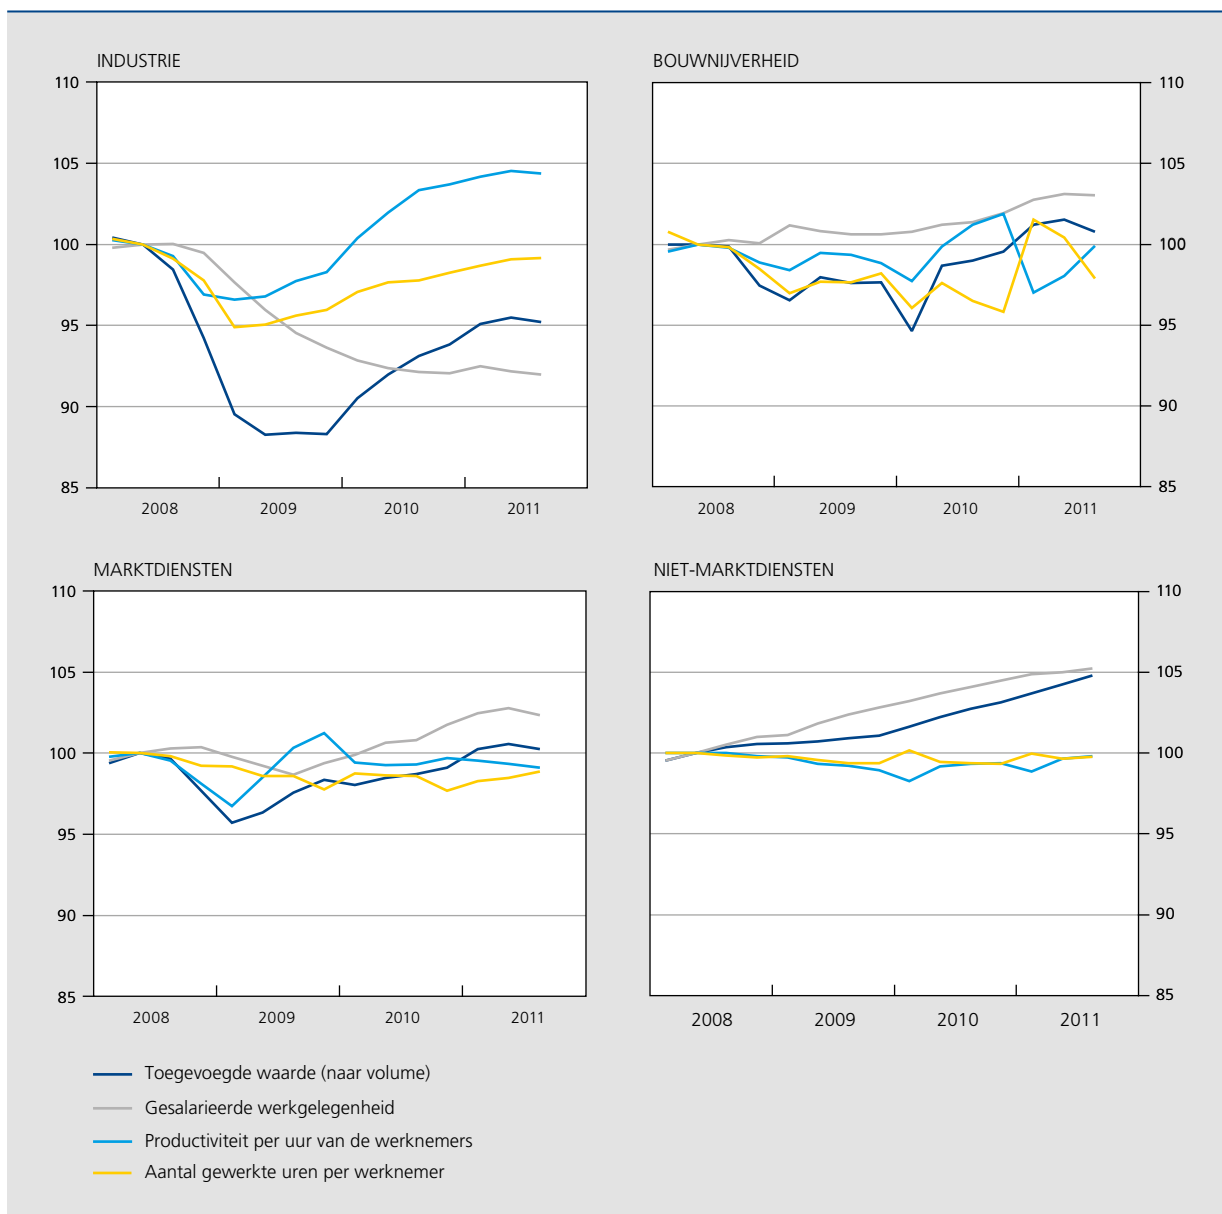 INDUSTRIE
110
105
100
95
90
85
2008 2009 2010 2011
BOUWNIJVERHEID
110
105
100
95
90
85
2008 2009 2010 2011
MARKTDIENSTEN
110
105
100
95
90
85
2008 2009 2010 2011
NIET-MARKTDIENSTEN
110
105
100
95
90
85
2008 2009 2010 2011
Toegevoegde waarde (naar volume)
Gesalarieerde werkgelegenheid
Productiviteit per uur van de werknemers
Aantal gewerkte uren per werknemer